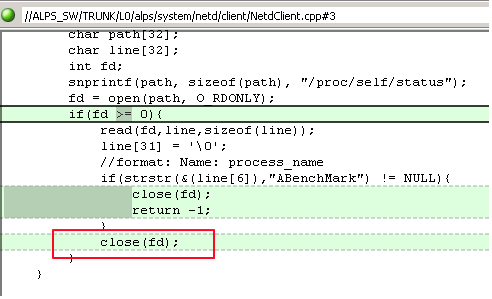 //ALPS_SW/TRUNK/L0/alps/system/netd/client/NetdClient.cpp#3
char path[32];
char line[32];
int fd;
snprintf(path, sizeof(path), "/proc/self/status");
fd = open(path, O_RDONLY);
if(fd >= 0){
read(fd,line,sizeof(line));
line[31] = '\0';
//format: Name: process_name
if(strstr(&(line[6]),"ABenchMark") != NULL){
close(fd);
return -1;
}
close(fd);
}
}